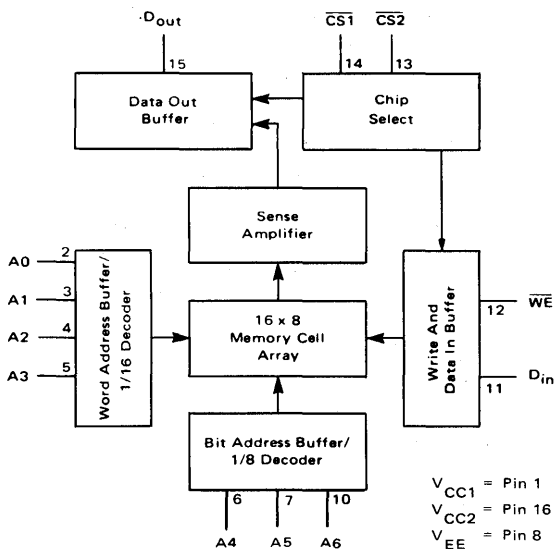 Dout
CS1 CS2
15
14 13
Data Out
Buffer
Chip
Select
Sense
Amplifier
A0 2
A1 3
A2 4
A3 5
Word Address Buffer/
1/16 Decoder
16 x 8
Memory Cell
Array
Write And
Data In Buffer
12 WE
11 Din
Bit Address Buffer/
1/8 Decoder
6 7 10
A4 A5 A6
VCC1 = Pin 1
VCC2 = Pin 16
VEE = Pin 8